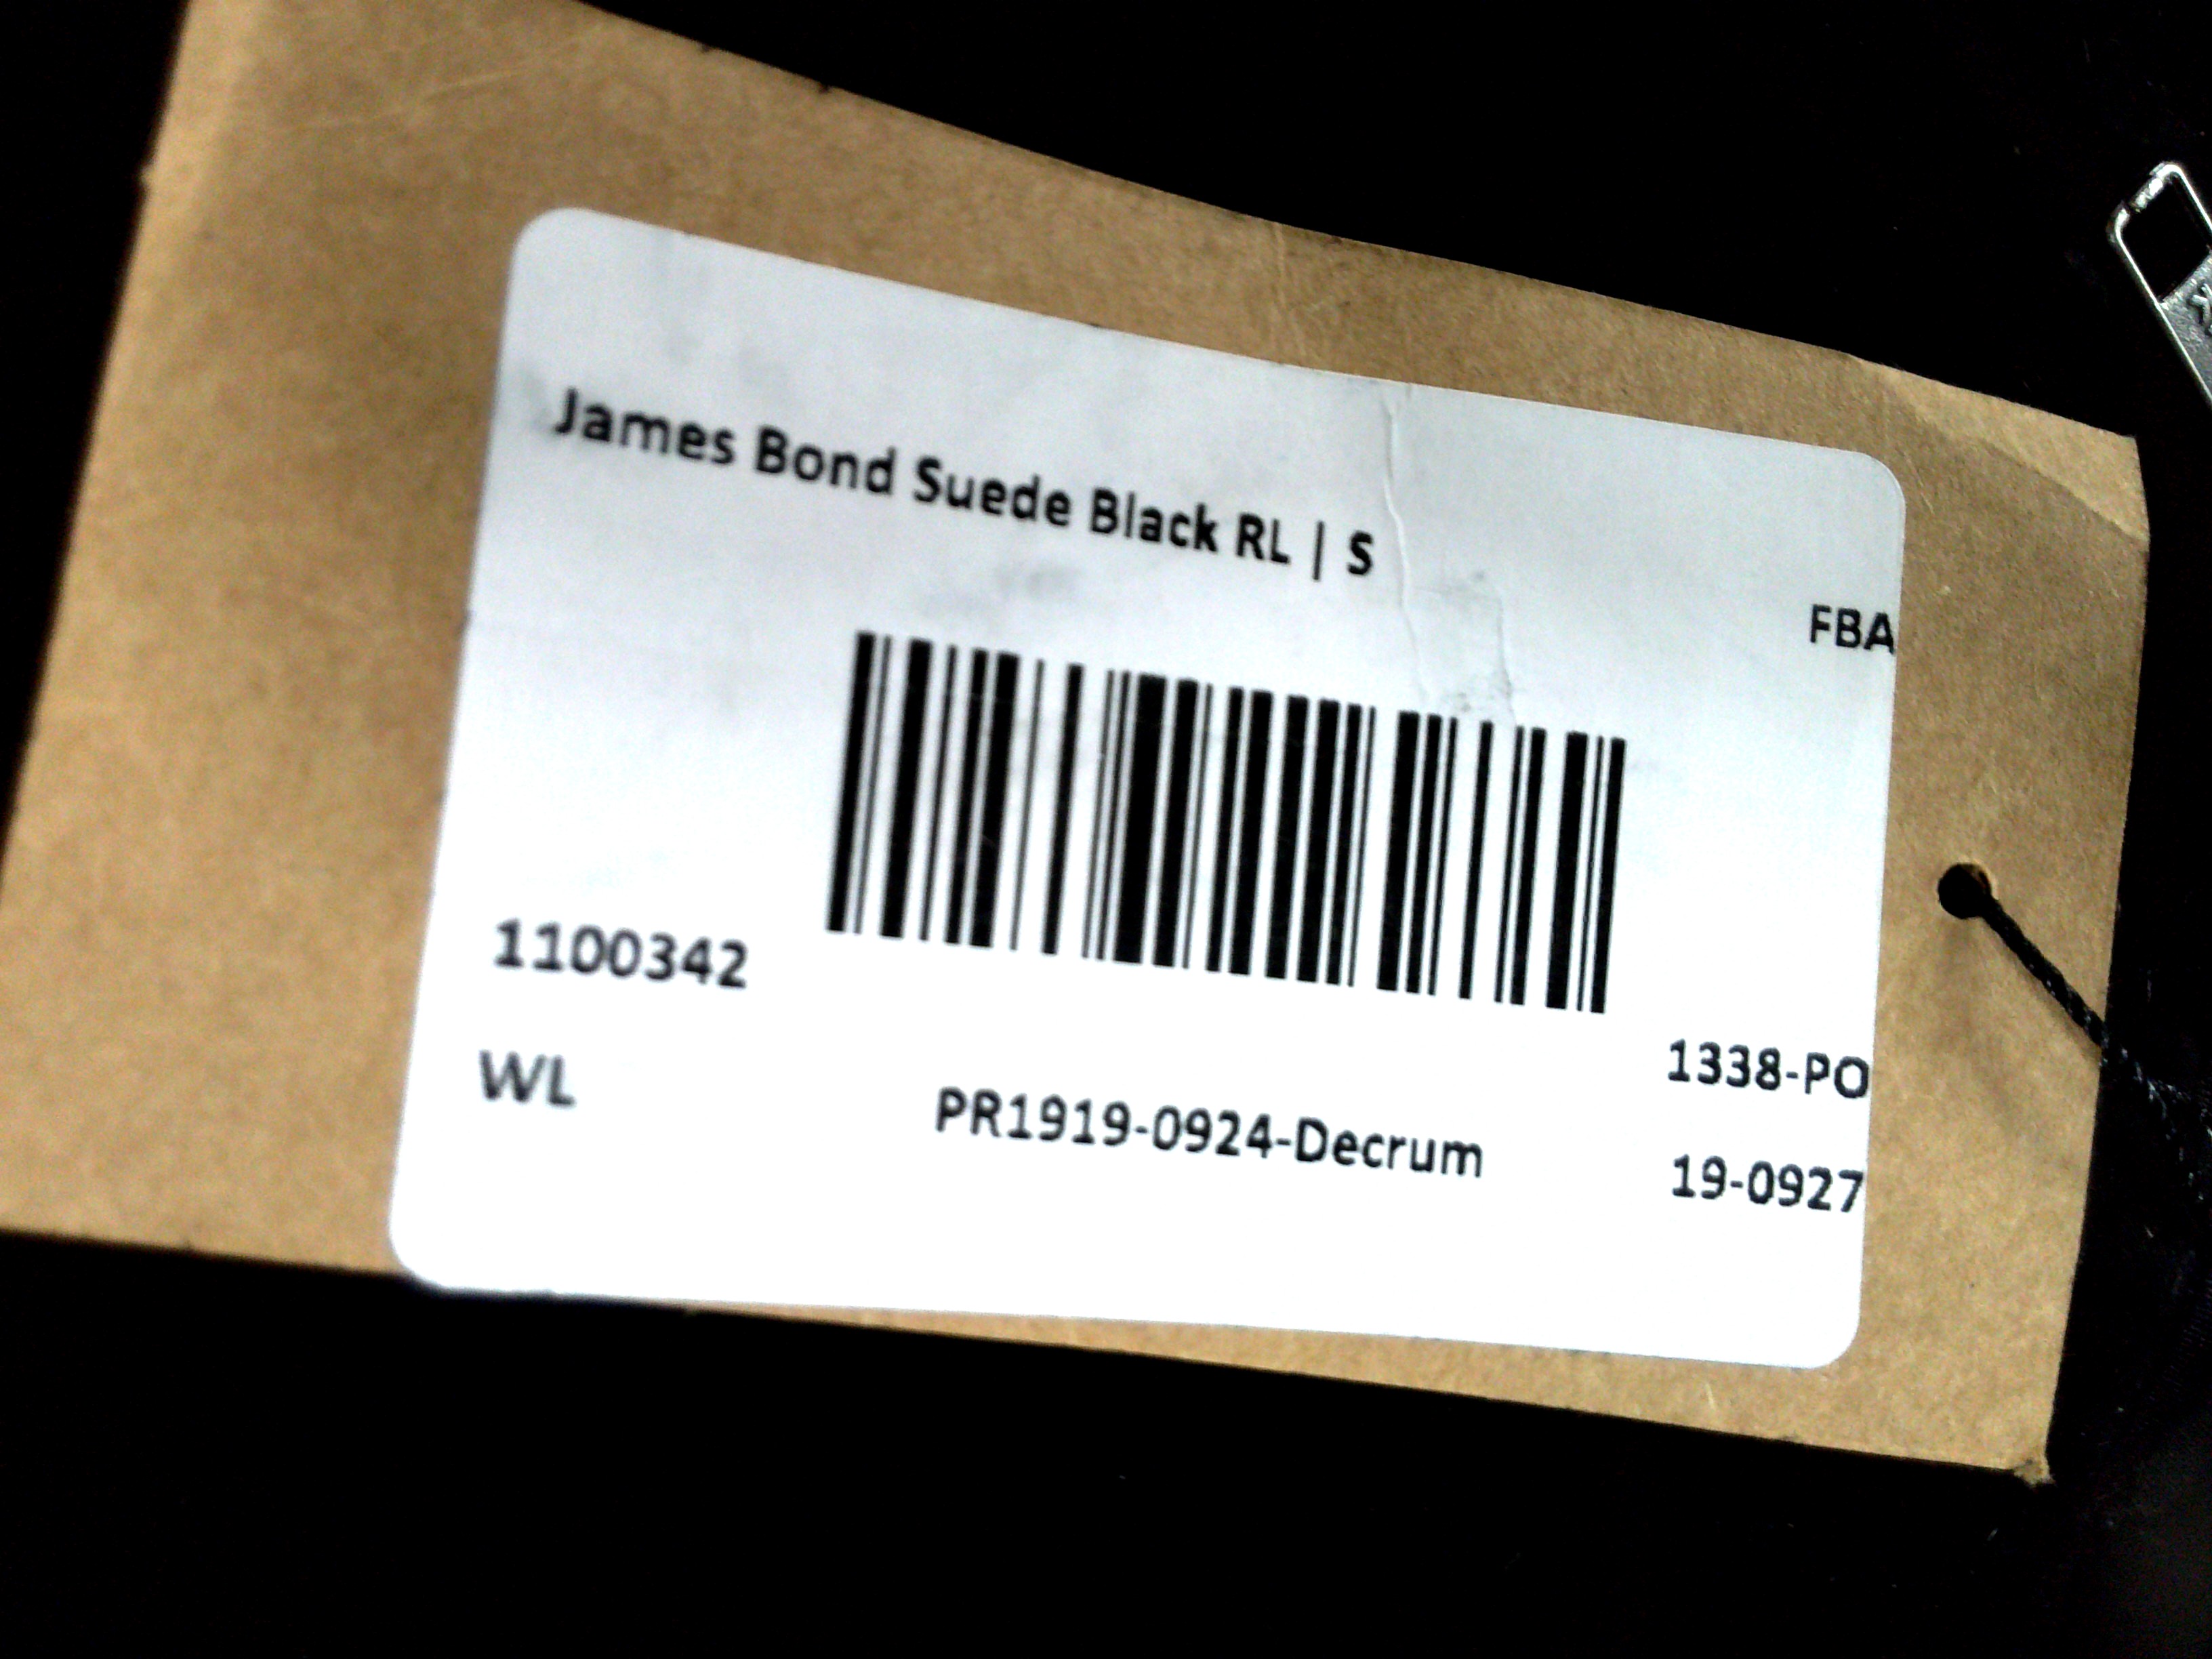 James Bond Suede Black RL | S
FBA
1100342
1338-PO
WL
PR1919-0924-Decrum
19-0927